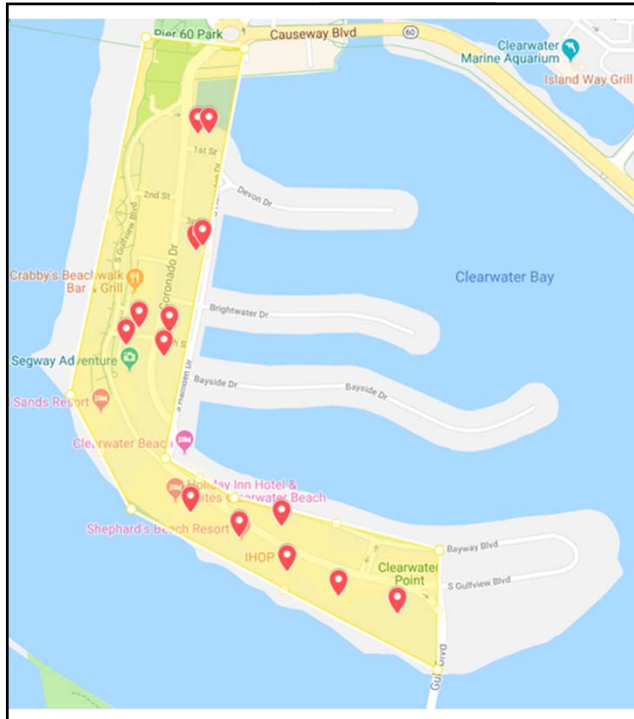 Pier 60 Park
Causeway Blvd
60
Clearwater
Marine Aquarium
Island Way Grill
1st St
2nd St
Devon Dr
S Gulfview Blvd
Coronado Dr
Clearwater Bay
Crabby's Beachwalk
Bar & Grill
Brightwater Dr
Segway Adventure
Bayside Dr
Bayside Dr
S Hamden Dr
Sands Resort
Clearwater Beach
Holiday Inn Hotel &
Suites Clearwater Beach
Shephard's Beach Resort
IHOP
Bayway Blvd
Clearwater
Point
S Gulfview Blvd
Gulf Blvd